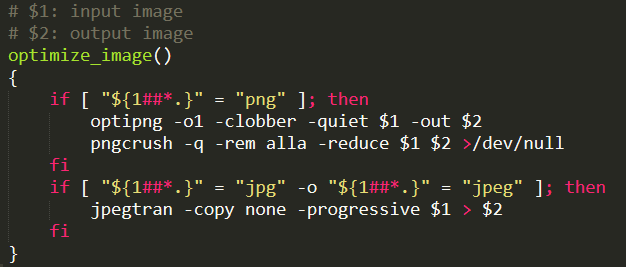 # $1: input image
# $2: output image
optimize_image()
{
    if [ "${1##*.}" = "png" ]; then
        optipng -o1 -clobber -quiet $1 -out $2
        pngcrush -q -rem alla -reduce $1 $2 >/dev/null
    fi
    if [ "${1##*.}" = "jpg" -o "${1##*.}" = "jpeg" ]; then
        jpegtran -copy none -progressive $1 > $2
    fi
}